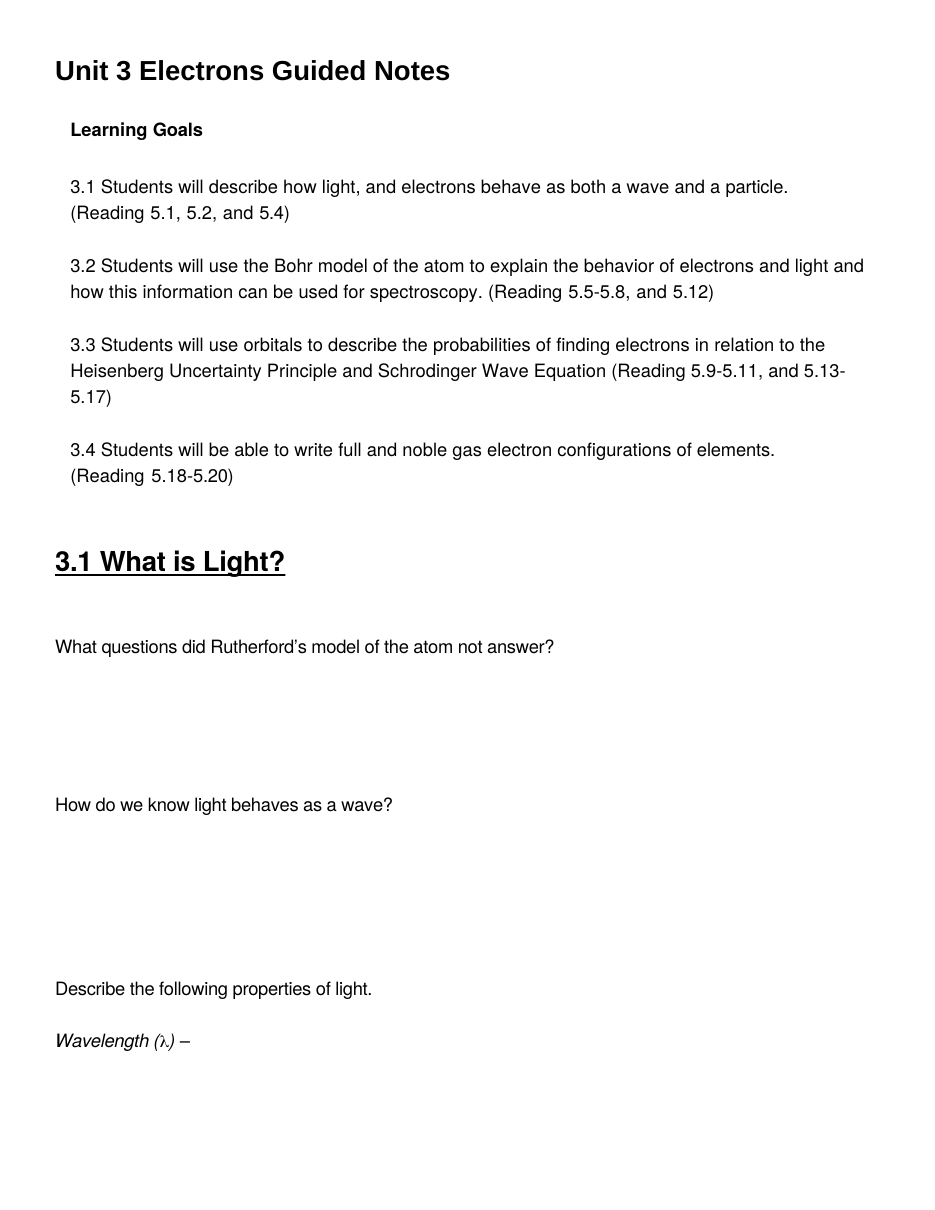 Unit 3 Electrons Guided Notes
Learning Goals
3.1 Students will describe how light, and electrons behave as both a wave and a particle.
(Reading 5.1, 5.2, and 5.4)
3.2 Students will use the Bohr model of the atom to explain the behavior of electrons and light and
how this information can be used for spectroscopy. (Reading 5.5-5.8, and 5.12)
3.3 Students will use orbitals to describe the probabilities of finding electrons in relation to the
Heisenberg Uncertainty Principle and Schrodinger Wave Equation (Reading 5.9-5.11, and 5.13-
5.17)
3.4 Students will be able to write full and noble gas electron configurations of elements.
(Reading 5.18-5.20)
3.1 What is Light?
What questions did Rutherford’s model of the atom not answer?
How do we know light behaves as a wave?
Describe the following properties of light.
Wavelength (λ) –